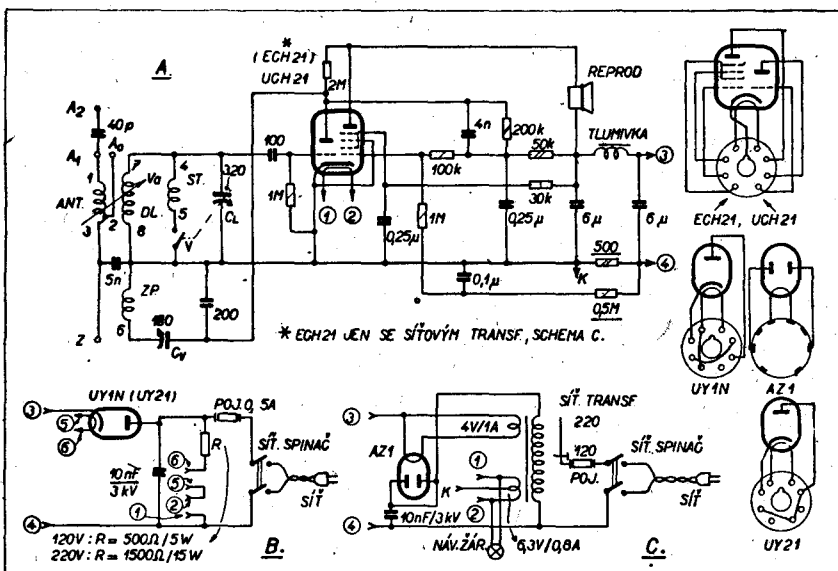 A.
*
(ECH21)
UCH21
2M
REPROD
A2
40p
A1
A0
1
7
Va
4
ST.
320
100
4n
200k
50k
TLUMIVKA
3
ANT.
3
2
DL.
8
5
V
CL
1M
1
2
0,25μ
100k
1M
30k
0,25μ
6μ
6μ
5n
ZP.
6
180
CV
200
Z
0,1μ
500
K
4
0,5M
* ECH21 JEN SE SÍŤOVÝM TRANSF., SCHEMA C.
ECH21, UCH21
UY1N
AZ1
UY21
UY1N (UY21)
POJ. 0,5A
3
5
6
R
SÍŤ. SPINAČ
10nF
3kV
6
5
2
1
SÍŤ
4
120V: R = 500Ω/5W
220V: R = 1500Ω/15W
B.
3
4V/1A
SÍŤ. TRANSF.
220
AZ1
1
120
POJ.
SÍŤ. SPINAČ
K
2
SÍŤ
4
10nF/3kV
NÁV. ŽÁR.
6,3V/0,8A
C.